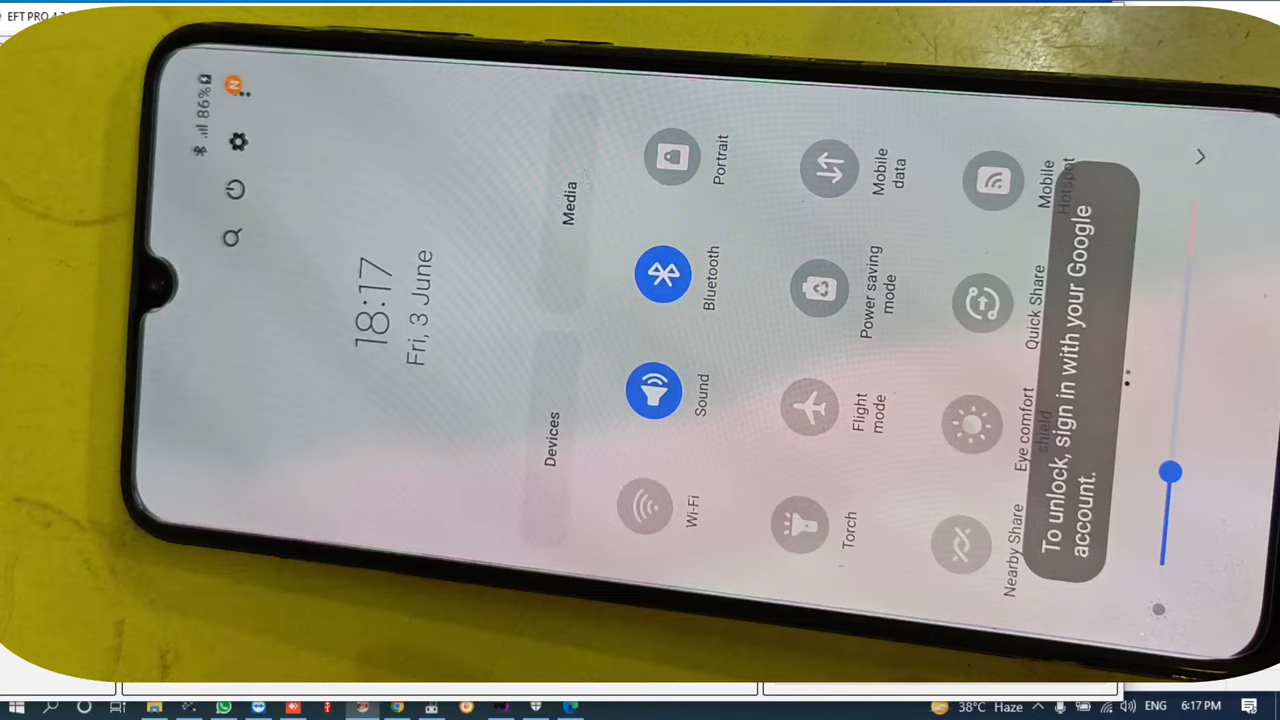 EFT PRO
86%
N
18:17
Fri, 3 June
Devices
Media
Wi-Fi
Sound
Bluetooth
Portrait
Torch
Flight
mode
Power saving
mode
Mobile
data
Nearby Share
Eye comfort
shield
Quick Share
Mobile
Hotspot
To unlock, sign in with your Google
account.
38°C Haze
ENG
6:17 PM